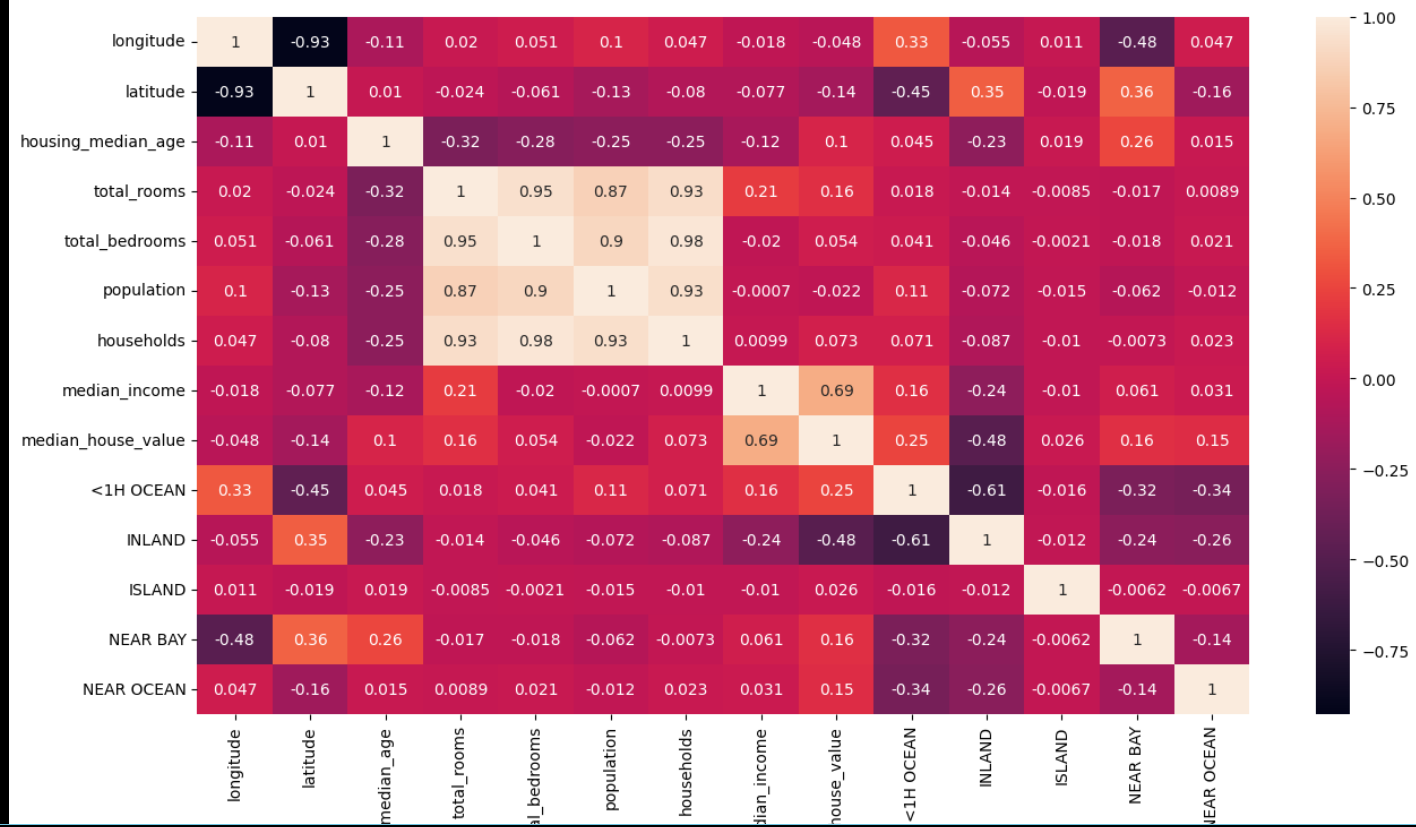 longitude 1 -0.93 -0.11 0.02 0.051 0.1 0.047 -0.018 -0.048 0.33 -0.055 0.011 -0.48 0.047
latitude -0.93 1 0.01 -0.024 -0.061 -0.13 -0.08 -0.077 -0.14 -0.45 0.35 -0.019 0.36 -0.16
housing_median_age -0.11 0.01 1 -0.32 -0.28 -0.25 -0.25 -0.12 0.1 0.045 -0.23 0.019 0.26 0.015
total_rooms 0.02 -0.024 -0.32 1 0.95 0.87 0.93 0.21 0.16 0.018 -0.014 -0.0085 -0.017 0.0089
total_bedrooms 0.051 -0.061 -0.28 0.95 1 0.9 0.98 -0.02 0.054 0.041 -0.046 -0.0021 -0.018 0.021
population 0.1 -0.13 -0.25 0.87 0.9 1 0.93 -0.0007 -0.022 0.11 -0.072 -0.015 -0.062 -0.012
households 0.047 -0.08 -0.25 0.93 0.98 0.93 1 0.0099 0.073 0.071 -0.087 -0.01 -0.0073 0.023
median_income -0.018 -0.077 -0.12 0.21 -0.02 -0.0007 0.0099 1 0.69 0.16 -0.24 -0.01 0.061 0.031
median_house_value -0.048 -0.14 0.1 0.16 0.054 -0.022 0.073 0.69 1 0.25 -0.48 0.026 0.16 0.15
<1H OCEAN 0.33 -0.45 0.045 0.018 0.041 0.11 0.071 0.16 0.25 1 -0.61 -0.016 -0.32 -0.34
INLAND -0.055 0.35 -0.23 -0.014 -0.046 -0.072 -0.087 -0.24 -0.48 -0.61 1 -0.012 -0.24 -0.26
ISLAND 0.011 -0.019 0.019 -0.0085 -0.0021 -0.015 -0.01 -0.01 0.026 -0.016 -0.012 1 -0.0062 -0.0067
NEAR BAY -0.48 0.36 0.26 -0.017 -0.018 -0.062 -0.0073 0.061 0.16 -0.32 -0.24 -0.0062 1 -0.14
NEAR OCEAN 0.047 -0.16 0.015 0.0089 0.021 -0.012 0.023 0.031 0.15 -0.34 -0.26 -0.0067 -0.14 1
longitude
latitude
median_age
total_rooms
al_bedrooms
population
households
dian_income
house_value
<1H OCEAN
INLAND
ISLAND
NEAR BAY
NEAR OCEAN
1.00
0.75
0.50
0.25
0.00
−0.25
−0.50
−0.75